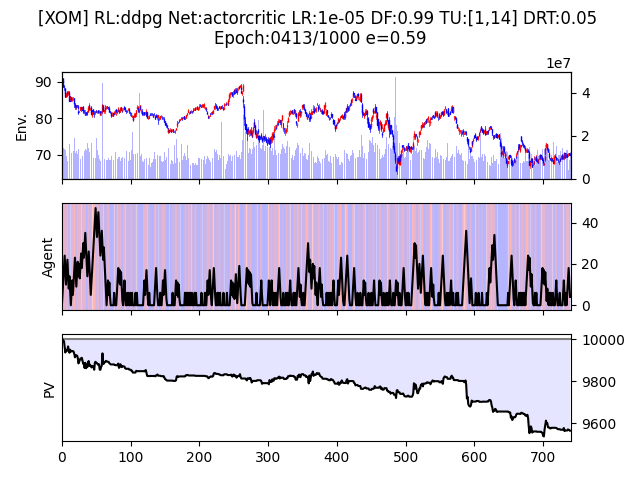 [XOM] RL:ddpg Net:actorcritic LR:1e-05 DF:0.99 TU:[1,14] DRT:0.05
Epoch:0413/1000 e=0.59
1e7
90
80
70
Env.
4
2
0
Agent
40
20
0
PV
10000
9800
9600
0 100 200 300 400 500 600 700